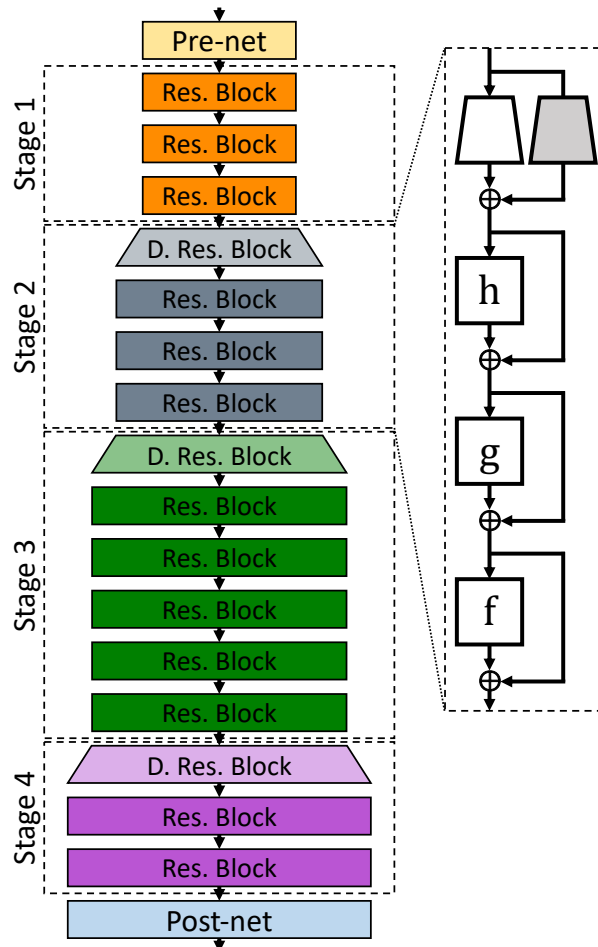 Pre-net
Stage 1
Res. Block
Res. Block
Res. Block
Stage 2
D. Res. Block
Res. Block
Res. Block
Res. Block
Stage 3
D. Res. Block
Res. Block
Res. Block
Res. Block
Res. Block
Res. Block
Stage 4
D. Res. Block
Res. Block
Res. Block
Post-net
h
g
f